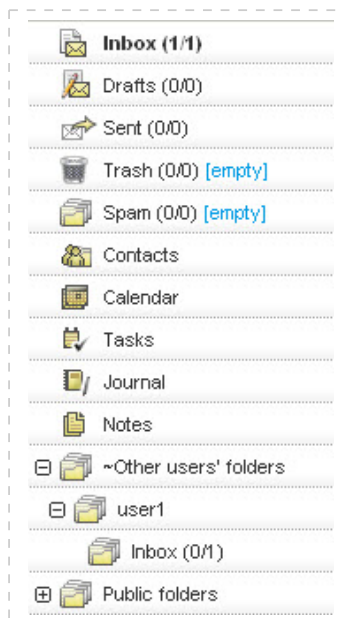 Inbox (1/1)
Drafts (0/0)
Sent (0/0)
Trash (0/0) [empty]
Spam (0/0) [empty]
Contacts
Calendar
Tasks
Journal
Notes
~Other users' folders
user1
Inbox (0/1)
Public folders